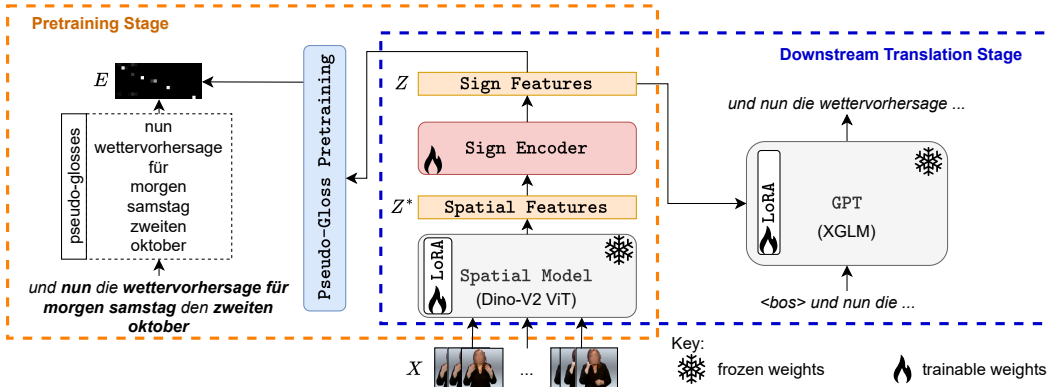 Pretraining Stage
Downstream Translation Stage
E
pseudo-glosses
nun
wettervorhersage
für
morgen
samstag
zweiten
oktober
und nun die wettervorhersage für
morgen samstag den zweiten
oktober
Pseudo-Gloss Pretraining
Z
Sign Features
Sign Encoder
Z*
Spatial Features
LoRA
Spatial Model
(Dino-V2 ViT)
X
...
und nun die wettervorhersage ...
LoRA
GPT
(XGLM)
<bos> und nun die ...
Key:
frozen weights
trainable weights